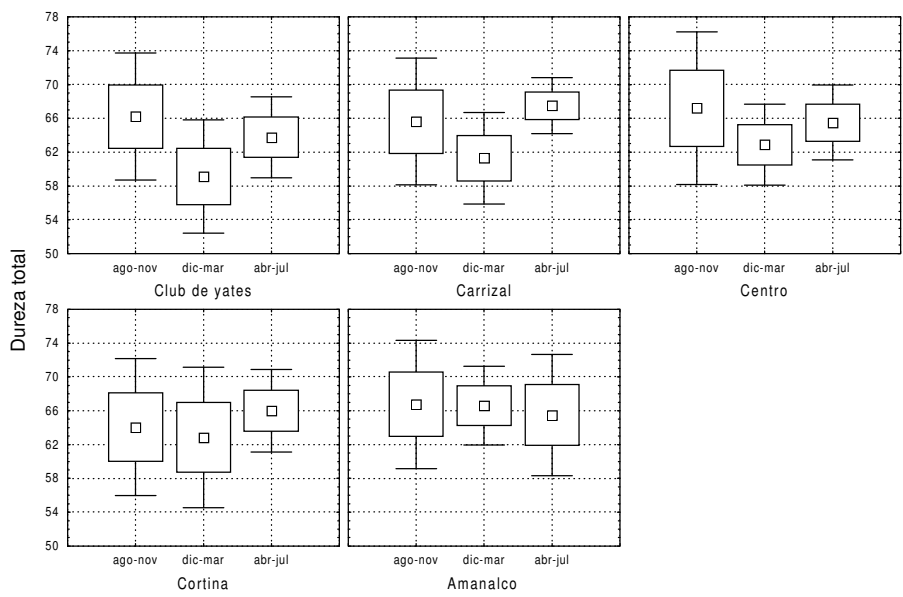 Dureza total
78
74
70
66
62
58
54
50
ago-nov dic-mar abr-jul
Club de yates
ago-nov dic-mar abr-jul
Carrizal
ago-nov dic-mar abr-jul
Centro
78
74
70
66
62
58
54
50
ago-nov dic-mar abr-jul
Cortina
ago-nov dic-mar abr-jul
Amanalco